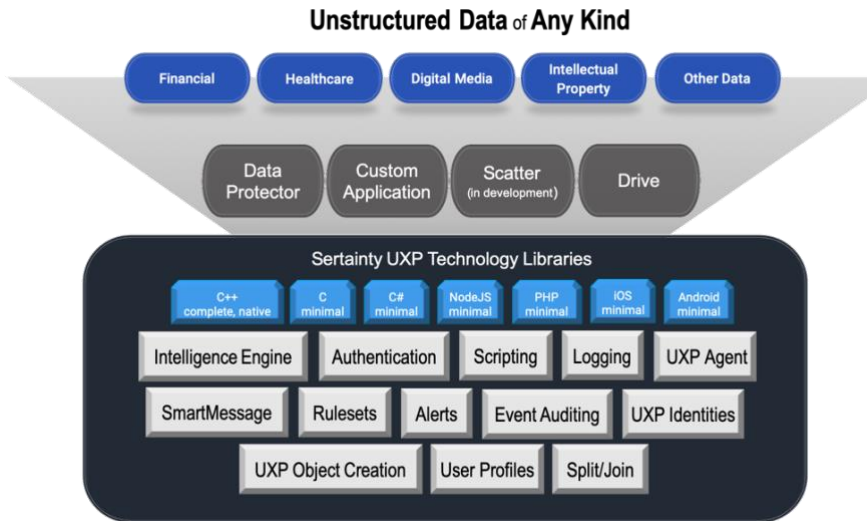 Unstructured Data of Any Kind
Financial
Healthcare
Digital Media
Intellectual
Property
Other Data
Data
Protector
Custom
Application
Scatter
(in development)
Drive
Sertainty UXP Technology Libraries
C++
complete, native
C
minimal
C#
minimal
NodeJS
minimal
PHP
minimal
iOS
minimal
Android
minimal
Intelligence Engine
Authentication
Scripting
Logging
UXP Agent
SmartMessage
Rulesets
Alerts
Event Auditing
UXP Identities
UXP Object Creation
User Profiles
Split/Join